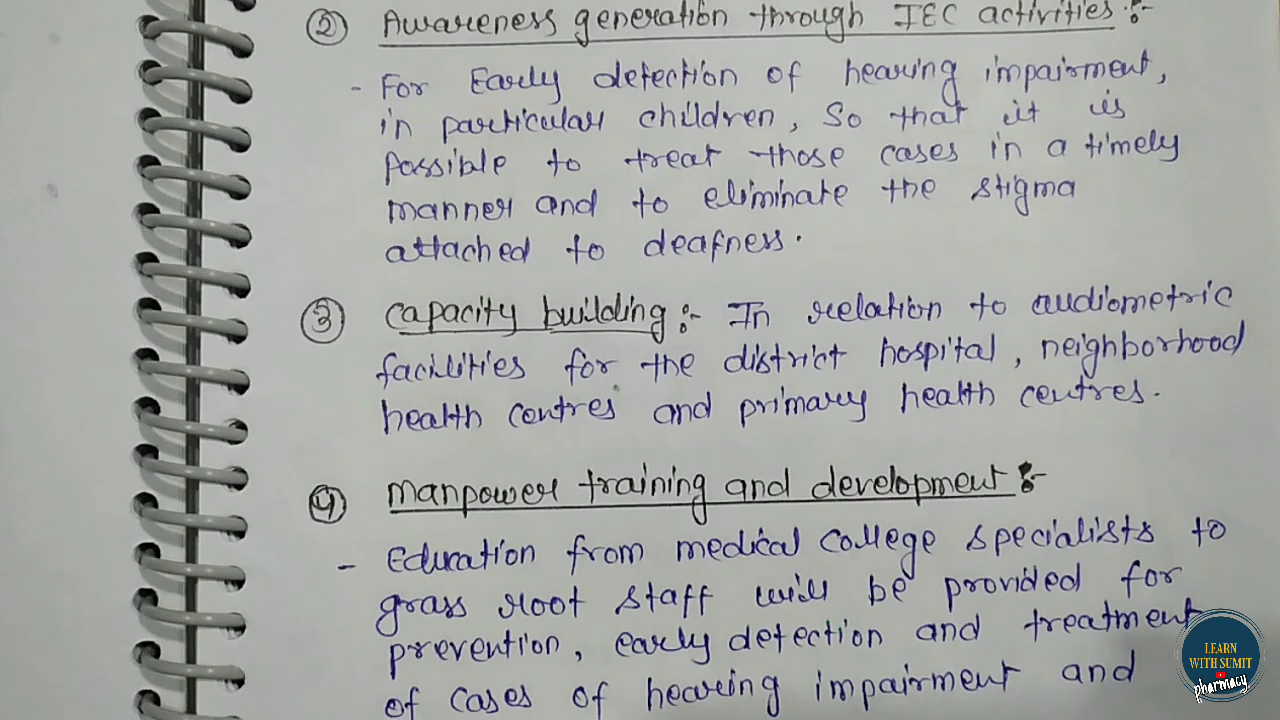 ② Awareness generation through IEC activities :-
- For Early detection of hearing impairment,
in particular children, So that it is
possible to treat those cases in a timely
manner and to eliminate the stigma
attached to deafness.
③ Capacity building :- In relation to audiometric
facilities for the district hospital, neighborhood
health centres and primary health centres.
④ Manpower training and development :-
- Education from medical college specialists to
grass root staff will be provided for
prevention, early detection and treatment
of cases of hearing impairment and
LEARN
WITH SUMIT
pharmacy